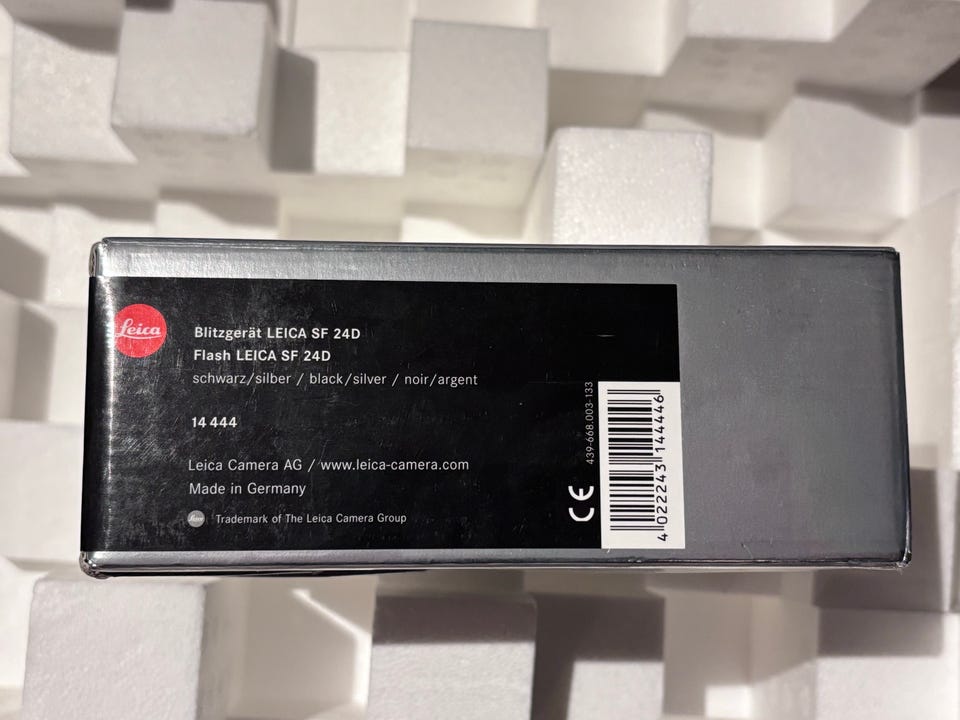 Leica
Blitzgerät LEICA SF 24D
Flash LEICA SF 24D
schwarz/silber / black/silver / noir/argent
14 444
Leica Camera AG / www.leica-camera.com
Made in Germany
Leica Trademark of The Leica Camera Group
CE
439-668.003-133
4 022243 144446